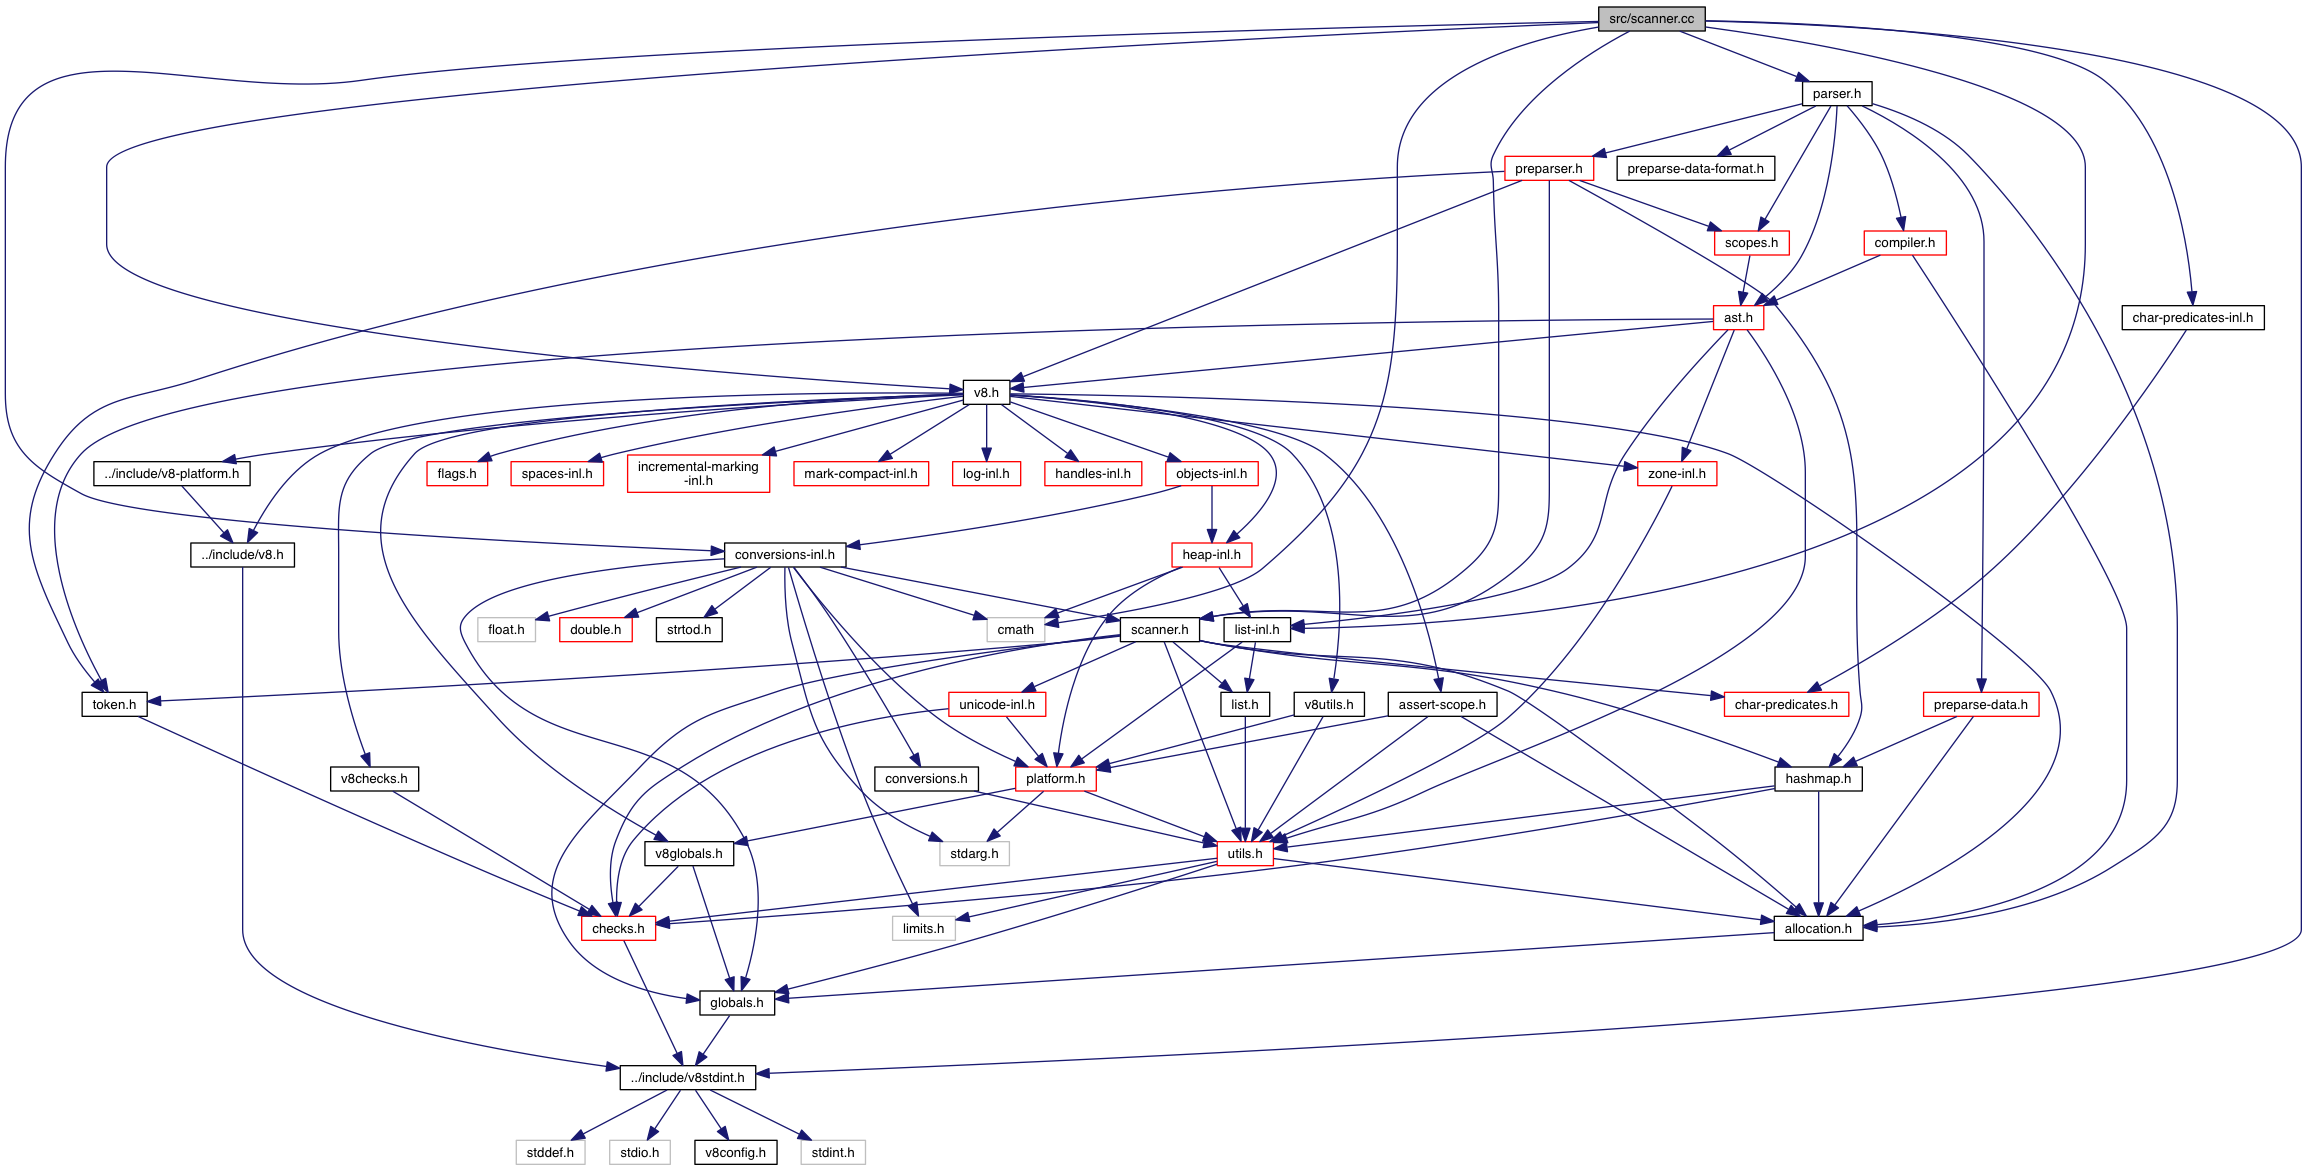 src/scanner.cc
parser.h
preparser.h
preparse-data-format.h
scopes.h
compiler.h
ast.h
char-predicates-inl.h
v8.h
../include/v8-platform.h
flags.h
spaces-inl.h
incremental-marking
-inl.h
mark-compact-inl.h
log-inl.h
handles-inl.h
objects-inl.h
zone-inl.h
../include/v8.h
conversions-inl.h
heap-inl.h
float.h
double.h
strtod.h
cmath
scanner.h
list-inl.h
token.h
unicode-inl.h
list.h
v8utils.h
assert-scope.h
char-predicates.h
preparse-data.h
v8checks.h
conversions.h
platform.h
hashmap.h
v8globals.h
stdarg.h
utils.h
checks.h
limits.h
allocation.h
globals.h
../include/v8stdint.h
stddef.h
stdio.h
v8config.h
stdint.h